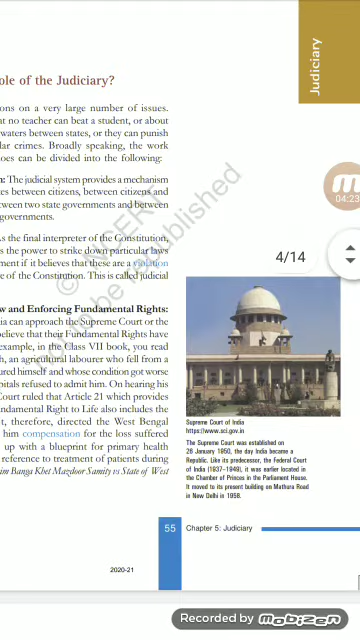 Judiciary
ole of the Judiciary?
ons on a very large number of issues.
at no teacher can beat a student, or about
waters between states, or they can punish
lar crimes. Broadly speaking, the work
oes can be divided into the following:
n: The judicial system provides a mechanism
es between citizens, between citizens and
etween two state governments and between
governments.
As the final interpreter of the Constitution,
s the power to strike down particular laws
ment if it believes that these are a violation
e of the Constitution. This is called judicial
w and Enforcing Fundamental Rights:
ia can approach the Supreme Court or the
believe that their Fundamental Rights have
example, in the Class VII book, you read
h, an agricultural labourer who fell from a
ured himself and whose condition got worse
pitals refused to admit him. On hearing his
Court ruled that Article 21 which provides
undamental Right to Life also includes the
t, therefore, directed the West Bengal
him compensation for the loss suffered
up with a blueprint for primary health
reference to treatment of patients during
im Banga Khet Mazdoor Samity vs State of West
© NCERT
not to be republished
04:23
4/14
Supreme Court of India
https://www.sci.gov.in
The Supreme Court was established on
26 January 1950, the day India became a
Republic. Like its predecessor, the Federal Court
of India (1937–1949), it was earlier located in
the Chamber of Princes in the Parliament House.
It moved to its present building on Mathura Road
in New Delhi in 1958.
55 Chapter 5: Judiciary
2020-21
Recorded by mobizen